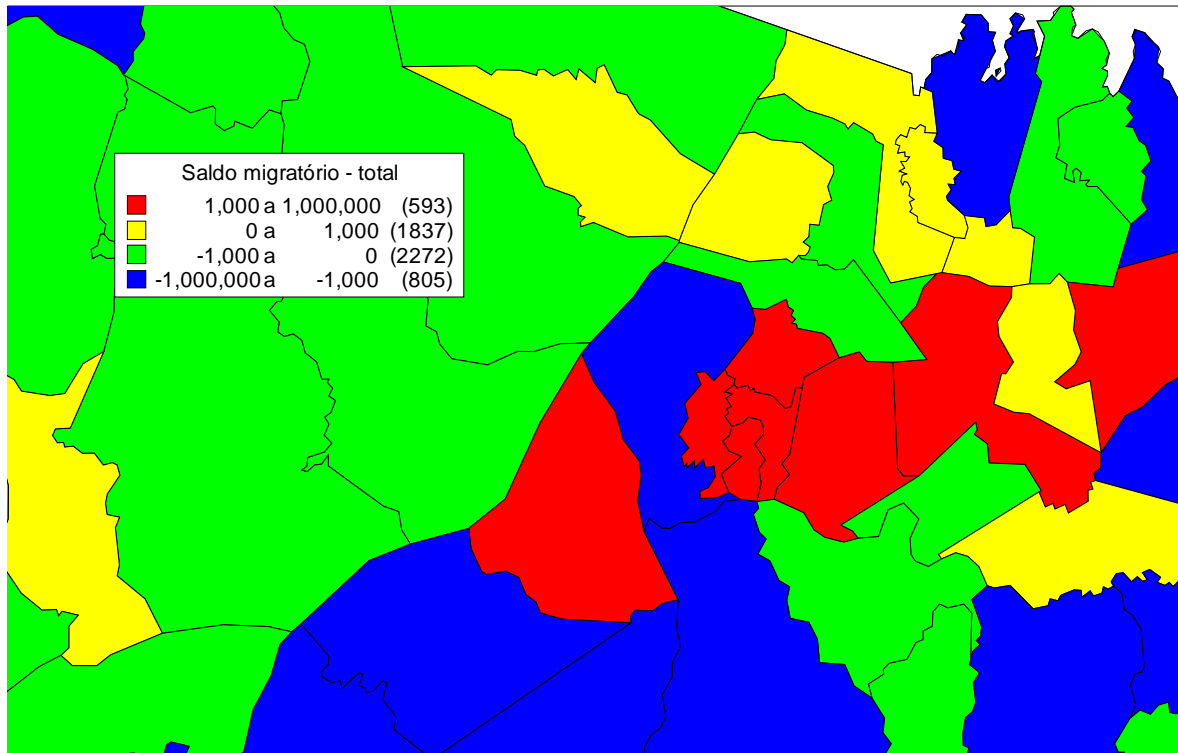 Saldo migratório - total
1,000 a 1,000,000 (593)
0 a 1,000 (1837)
-1,000 a 0 (2272)
-1,000,000 a -1,000 (805)